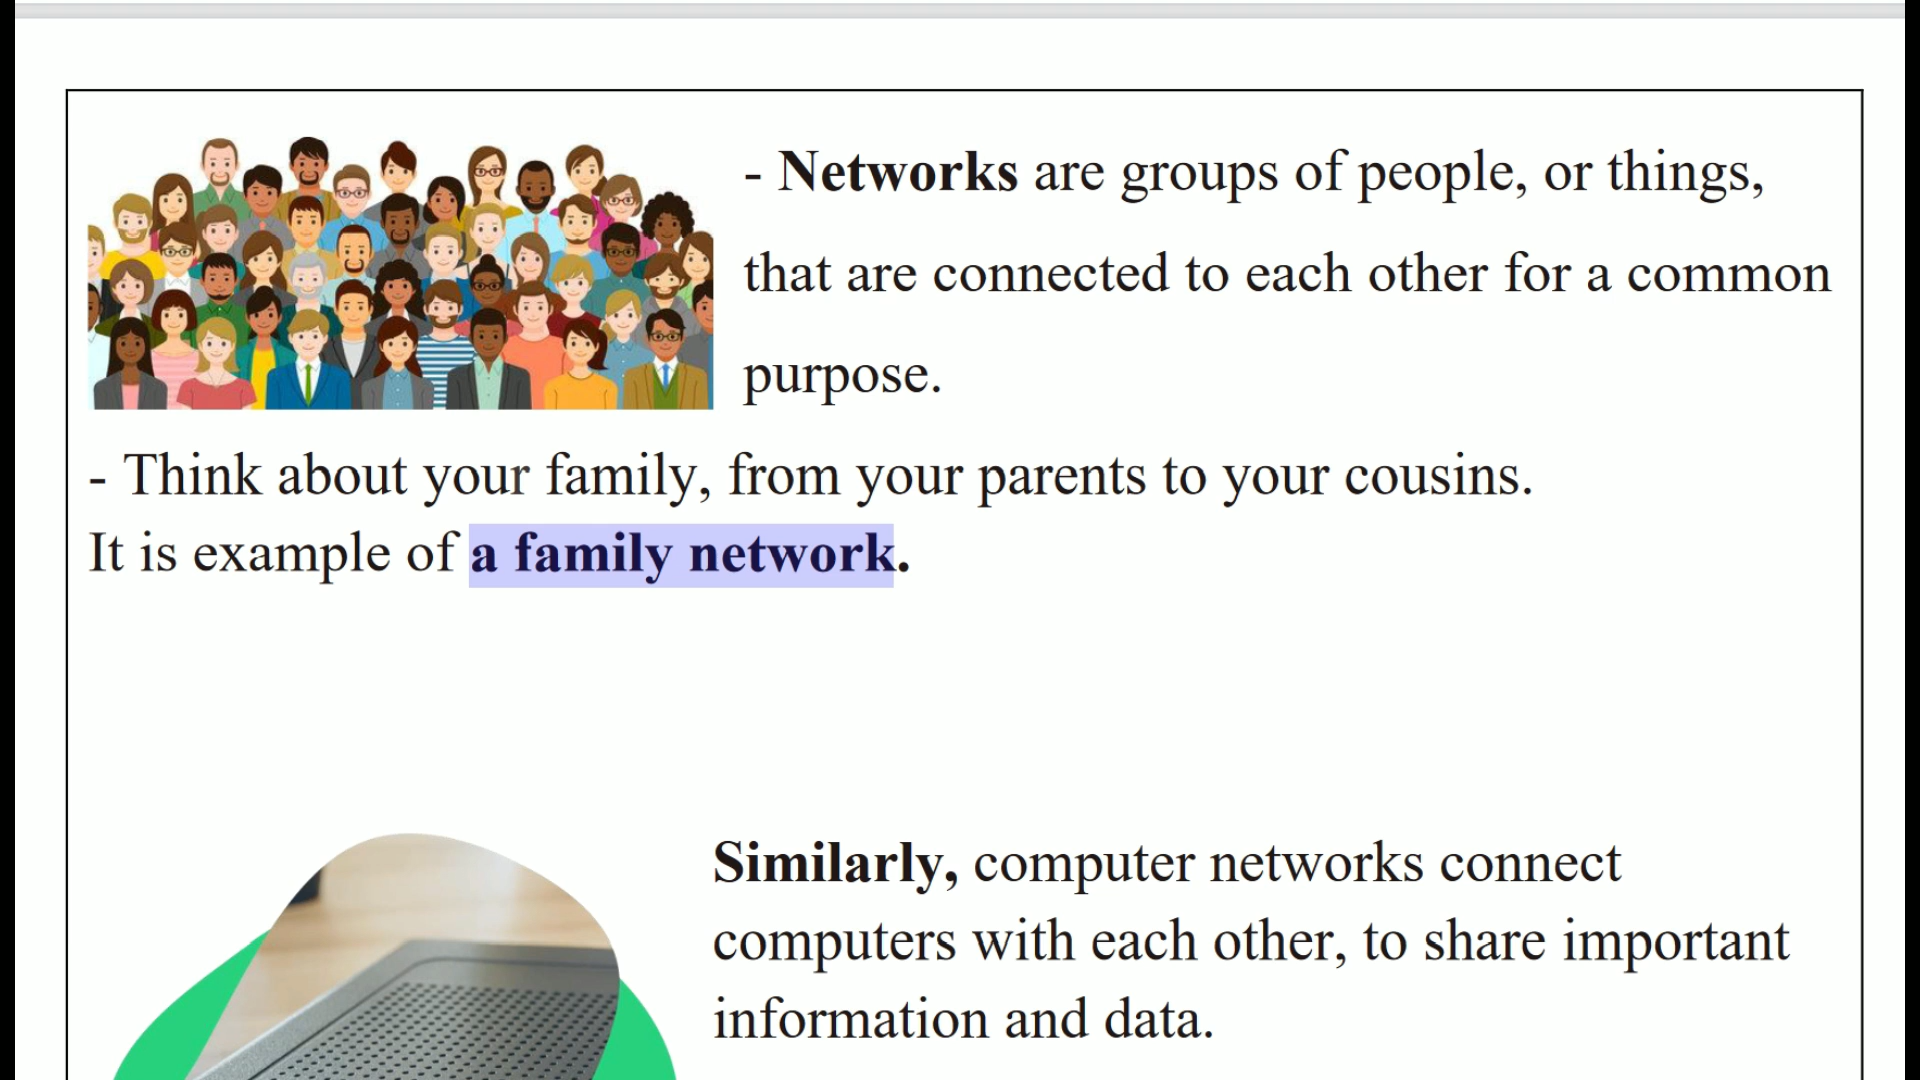 - Networks are groups of people, or things,
that are connected to each other for a common
purpose.
- Think about your family, from your parents to your cousins.
It is example of a family network.
Similarly, computer networks connect
computers with each other, to share important
information and data.